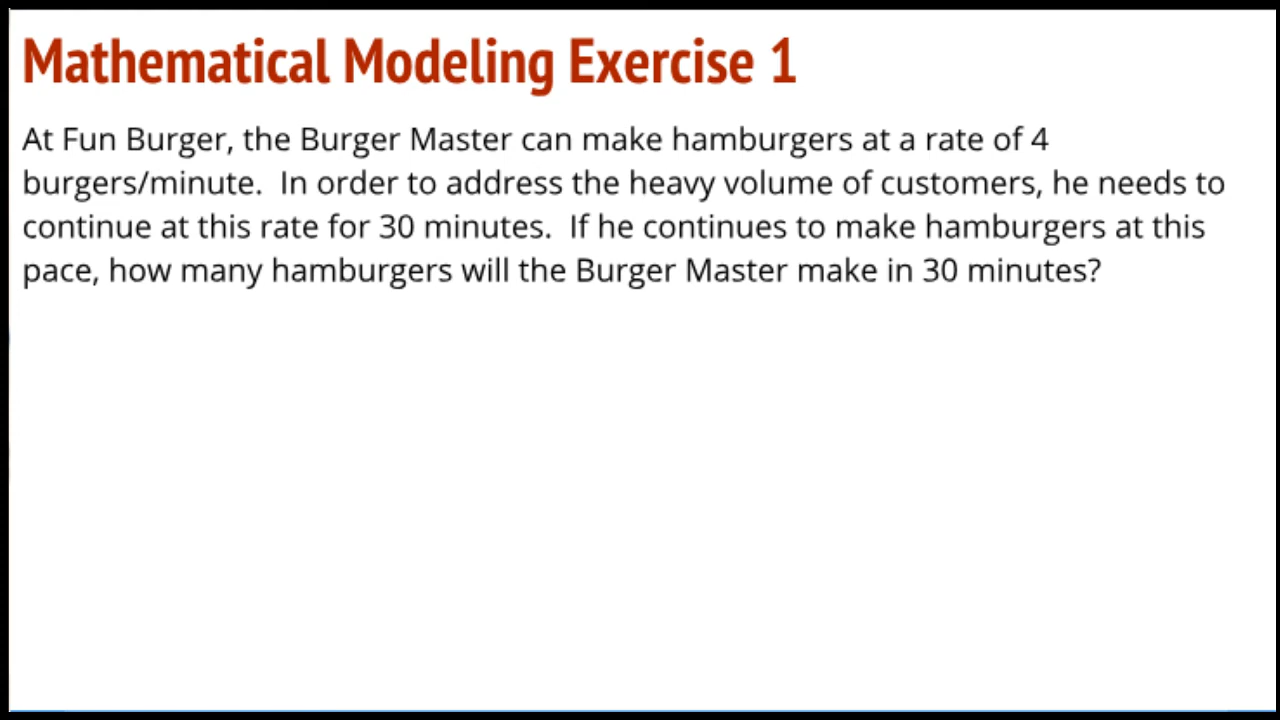 Mathematical Modeling Exercise 1
At Fun Burger, the Burger Master can make hamburgers at a rate of 4
burgers/minute.  In order to address the heavy volume of customers, he needs to
continue at this rate for 30 minutes.  If he continues to make hamburgers at this
pace, how many hamburgers will the Burger Master make in 30 minutes?